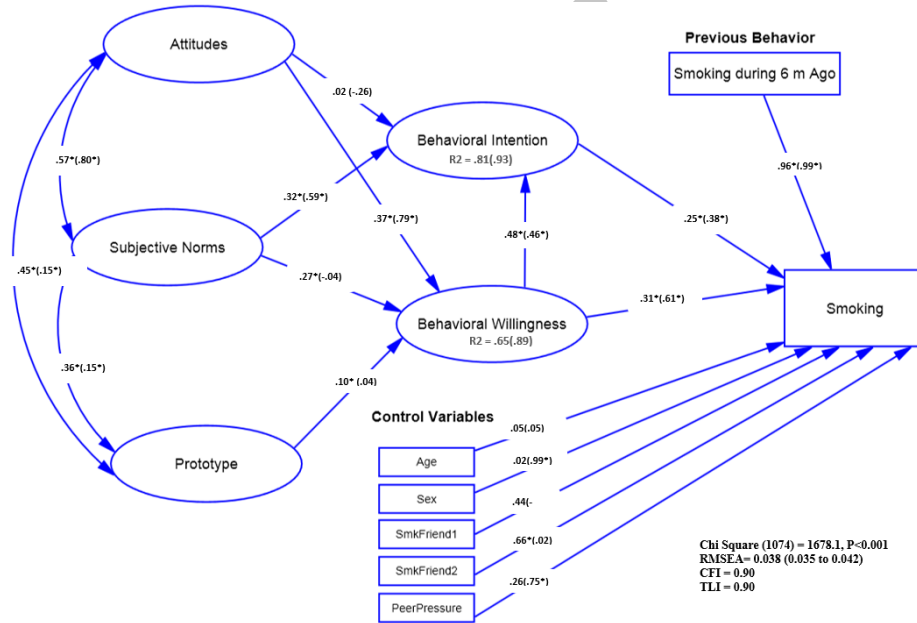 Attitudes
Previous Behavior
Smoking during 6 m Ago
.02 (-.26)
Behavioral Intention
R2 = .81(.93)
.57*(.80*)
.96*(.99*)
.32*(.59*)
.37*(.79*)
.25*(.38*)
Subjective Norms
.48*(.46*)
.45*(.15*)
.27*(-.04)
.31*(.61*)
Smoking
Behavioral Willingness
R2 = .65(.89)
.36*(.15*)
.10* (.04)
Control Variables
.05(.05)
Prototype
Age
.02(.99*)
Sex
.44(-
SmkFriend1
.66*(.02)
SmkFriend2
.26(.75*)
PeerPressure
Chi Square (1074) = 1678.1, P<0.001
RMSEA= 0.038 (0.035 to 0.042)
CFI = 0.90
TLI = 0.90